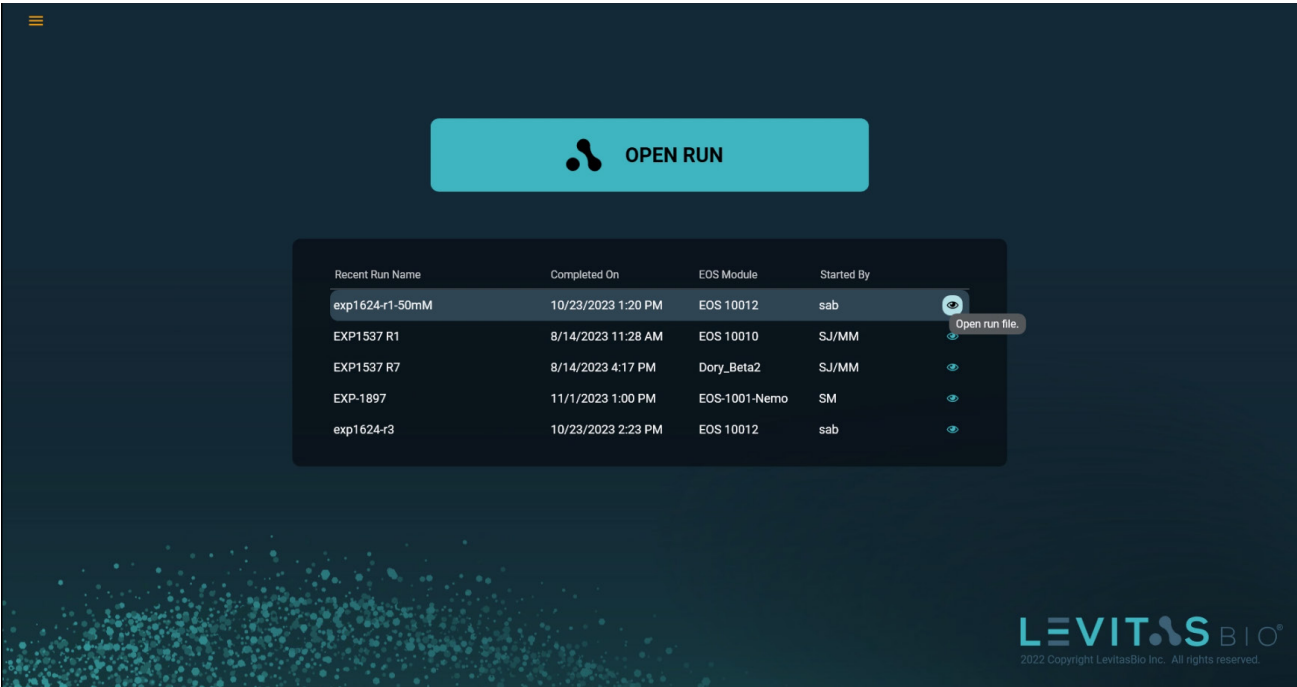 OPEN RUN
Recent Run Name Completed On EOS Module Started By
exp1624-r1-50mM 10/23/2023 1:20 PM EOS 10012 sab
Open run file.
EXP1537 R1 8/14/2023 11:28 AM EOS 10010 SJ/MM
EXP1537 R7 8/14/2023 4:17 PM Dory_Beta2 SJ/MM
EXP-1897 11/1/2023 1:00 PM EOS-1001-Nemo SM
exp1624-r3 10/23/2023 2:23 PM EOS 10012 sab
LEVITAS BIO®
2022 Copyright LevitasBio Inc. All rights reserved.